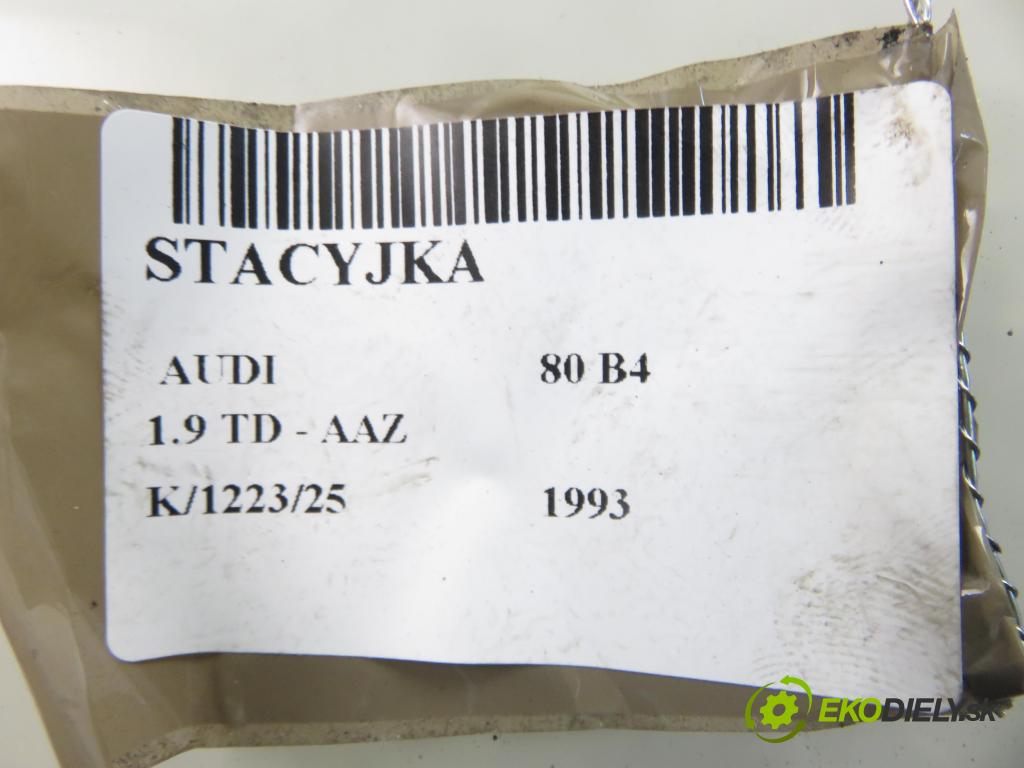 STACYJKA
AUDI 80 B4
1.9 TD - AAZ
K/1223/25 1993
EKODIELY.SK